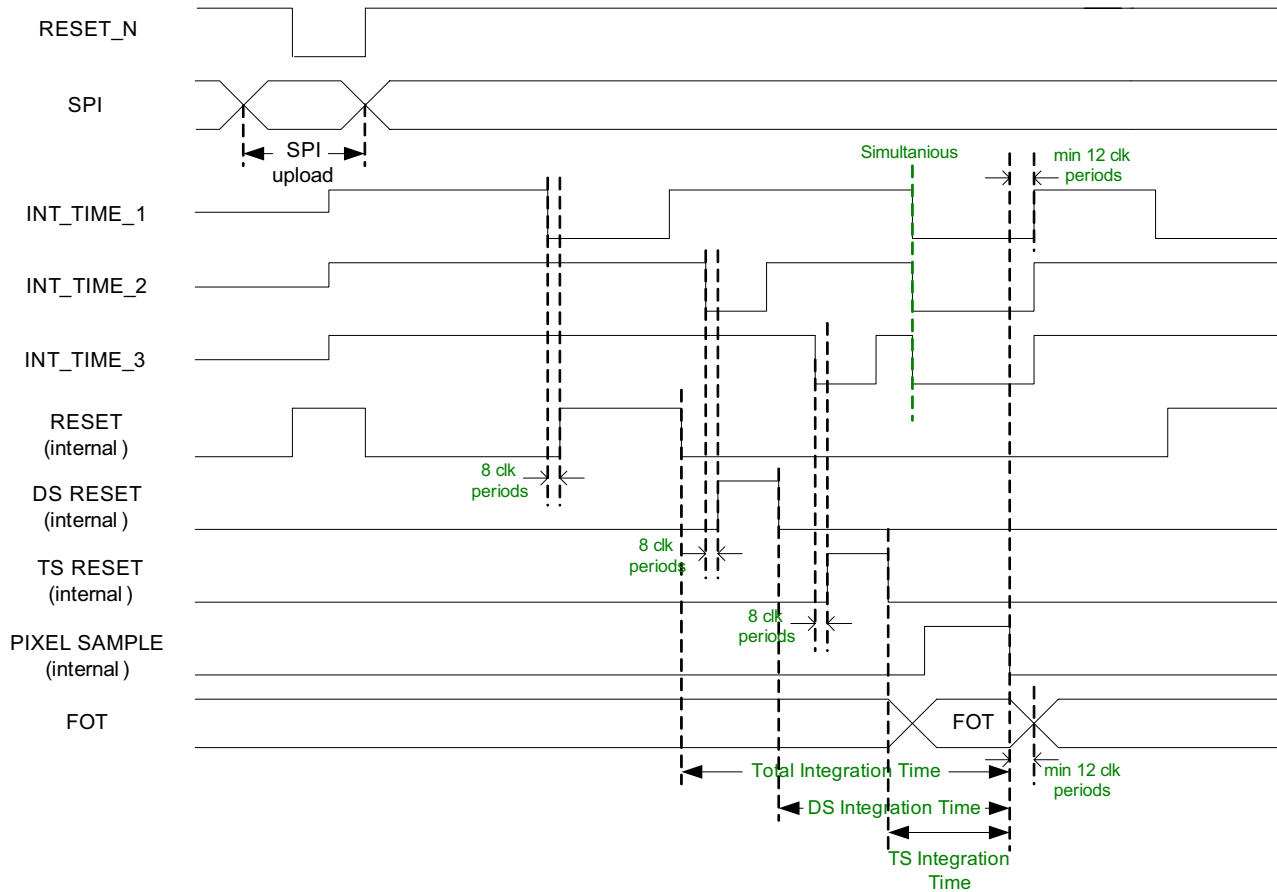 RESET_N
SPI
SPI
upload
Simultanious
min 12 clk
periods
INT_TIME_1
INT_TIME_2
INT_TIME_3
RESET
(internal )
8 clk
periods
DS RESET
(internal )
8 clk
periods
TS RESET
(internal )
8 clk
periods
PIXEL SAMPLE
(internal )
FOT
FOT
Total Integration Time
min 12 clk
periods
DS Integration Time
TS Integration
Time